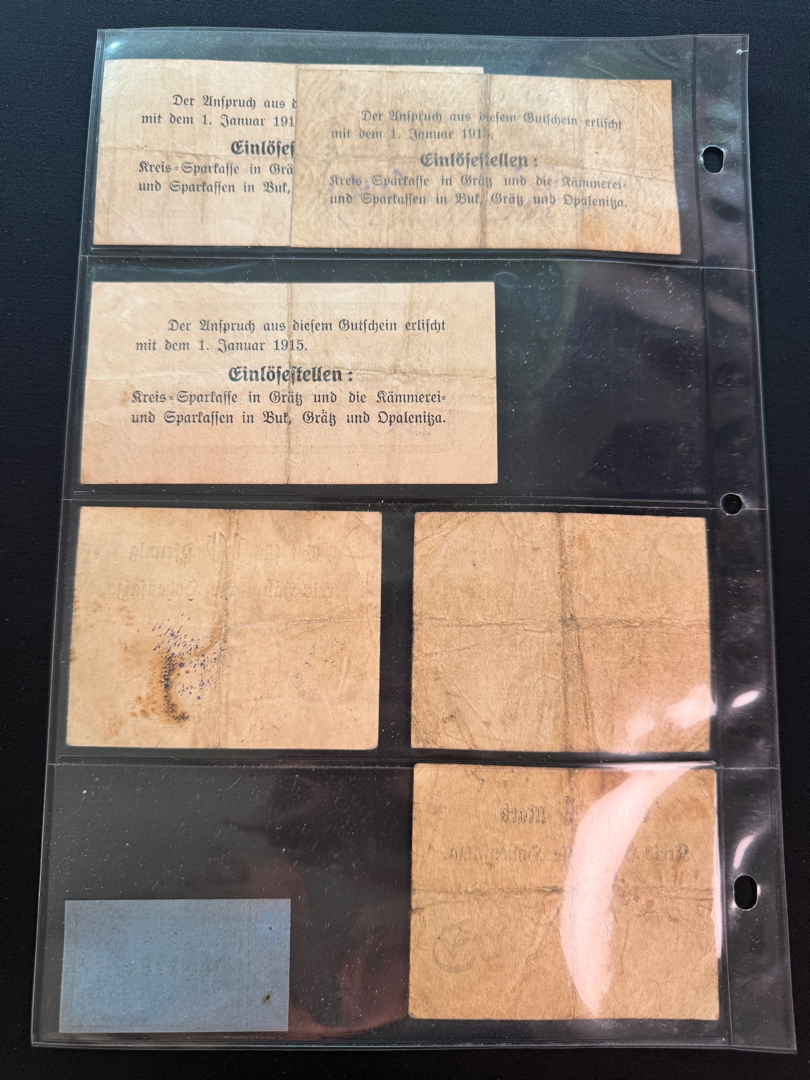 Der Anspruch aus d
mit dem 1. Januar 191
Einlöses
Kreis-Sparkasse in Grä
und Sparkassen in Buk,
Der Anspruch aus diesem Gutschein erlischt
mit dem 1. Januar 1915.
Einlösestellen:
Kreis-Sparkasse in Grätz und die Kämmerei-
und Sparkassen in Buk, Grätz und Opalenitza.
Der Anspruch aus diesem Gutschein erlischt
mit dem 1. Januar 1915.
Einlösestellen:
Kreis-Sparkasse in Grätz und die Kämmerei-
und Sparkassen in Buk, Grätz und Opalenitza.